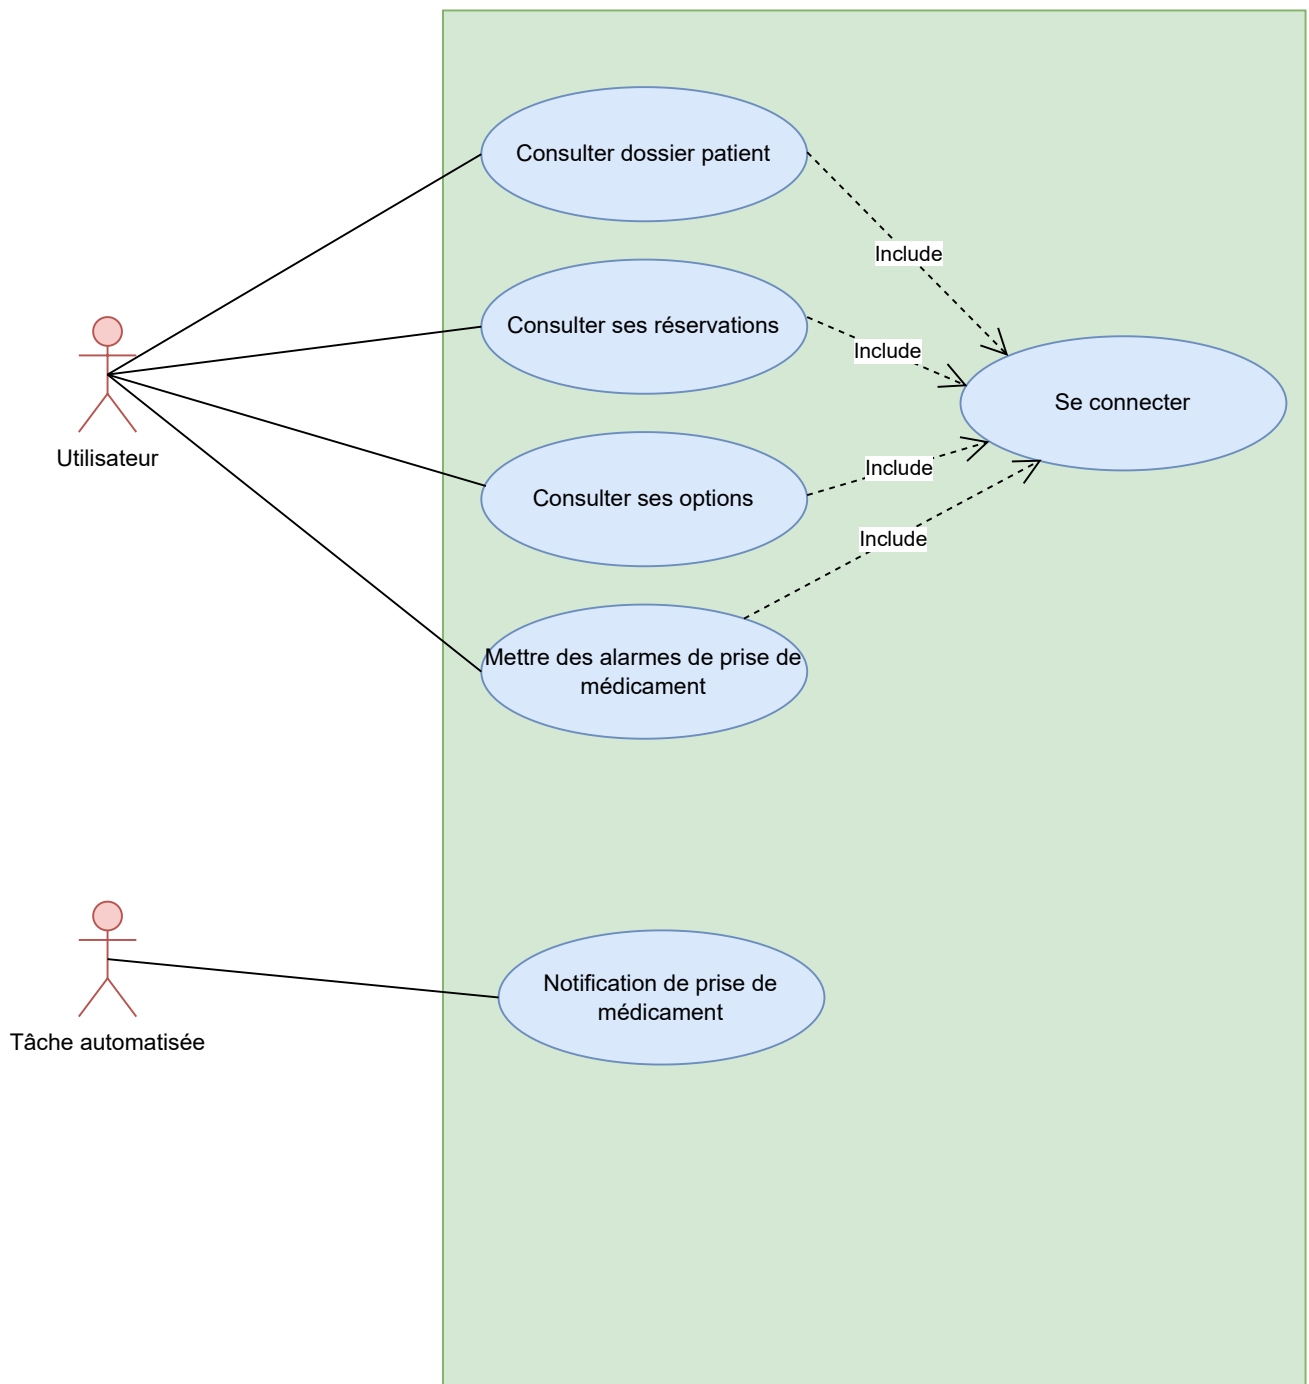 Consulter dossier patient
Include
Consulter ses réservations
Include
Se connecter
Utilisateur
Include
Consulter ses options
Include
Mettre des alarmes de prise de
médicament
Notification de prise de
médicament
Tâche automatisée